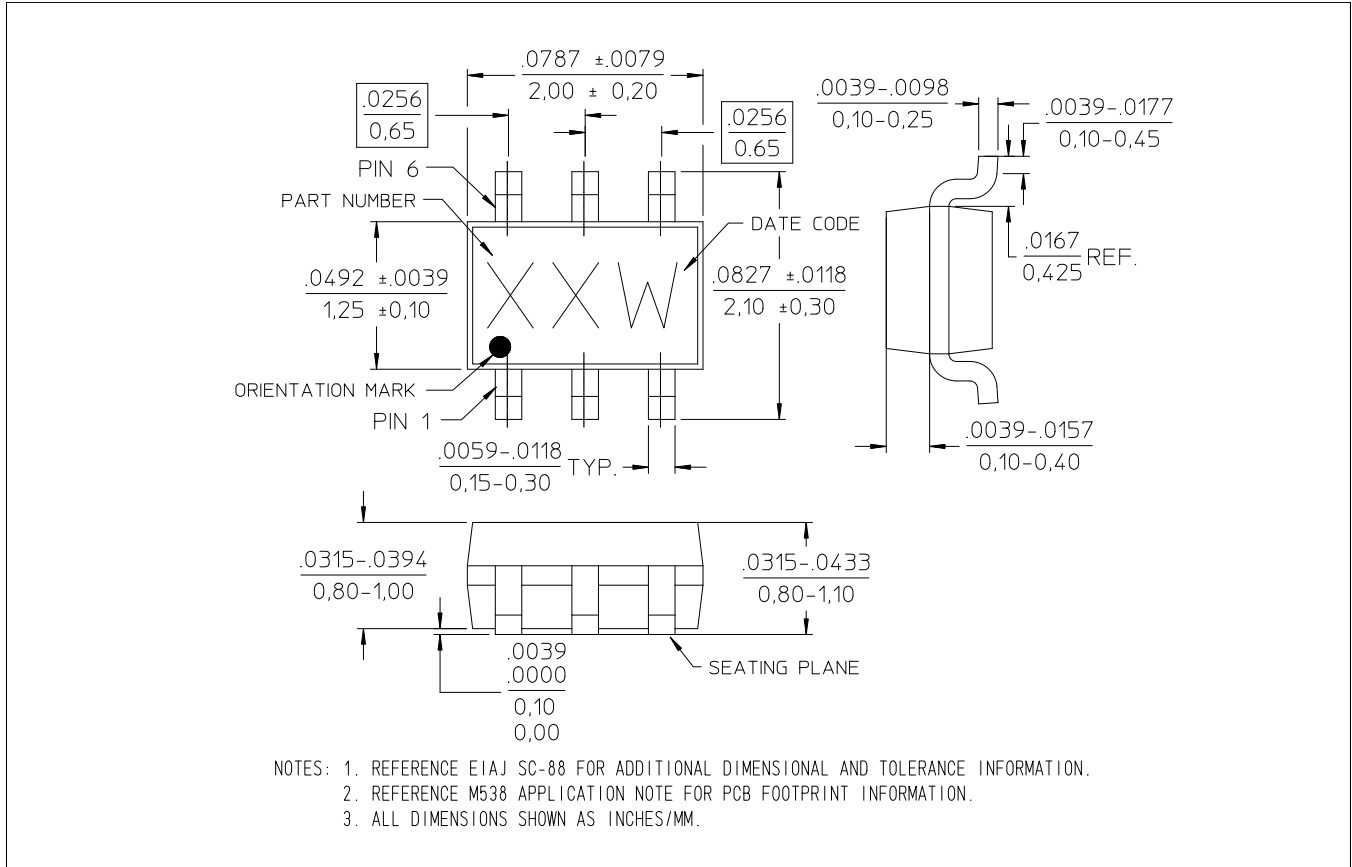 .0787 ±.0079
2,00 ± 0,20
.0256
0,65
.0256
0.65
.0039-.0098
0,10-0,25
.0039-.0177
0,10-0,45
PIN 6
PART NUMBER
DATE CODE
.0167
0,425
REF.
.0492 ±.0039
1,25 ±0,10
XXW
.0827 ±.0118
2,10 ±0,30
ORIENTATION MARK
PIN 1
.0059-.0118
0,15-0,30
TYP.
.0039-.0157
0,10-0,40
.0315-.0394
0,80-1,00
.0315-.0433
0,80-1,10
.0039
.0000
0,10
0,00
SEATING PLANE
NOTES: 1. REFERENCE EIAJ SC-88 FOR ADDITIONAL DIMENSIONAL AND TOLERANCE INFORMATION.
2. REFERENCE M538 APPLICATION NOTE FOR PCB FOOTPRINT INFORMATION.
3. ALL DIMENSIONS SHOWN AS INCHES/MM.